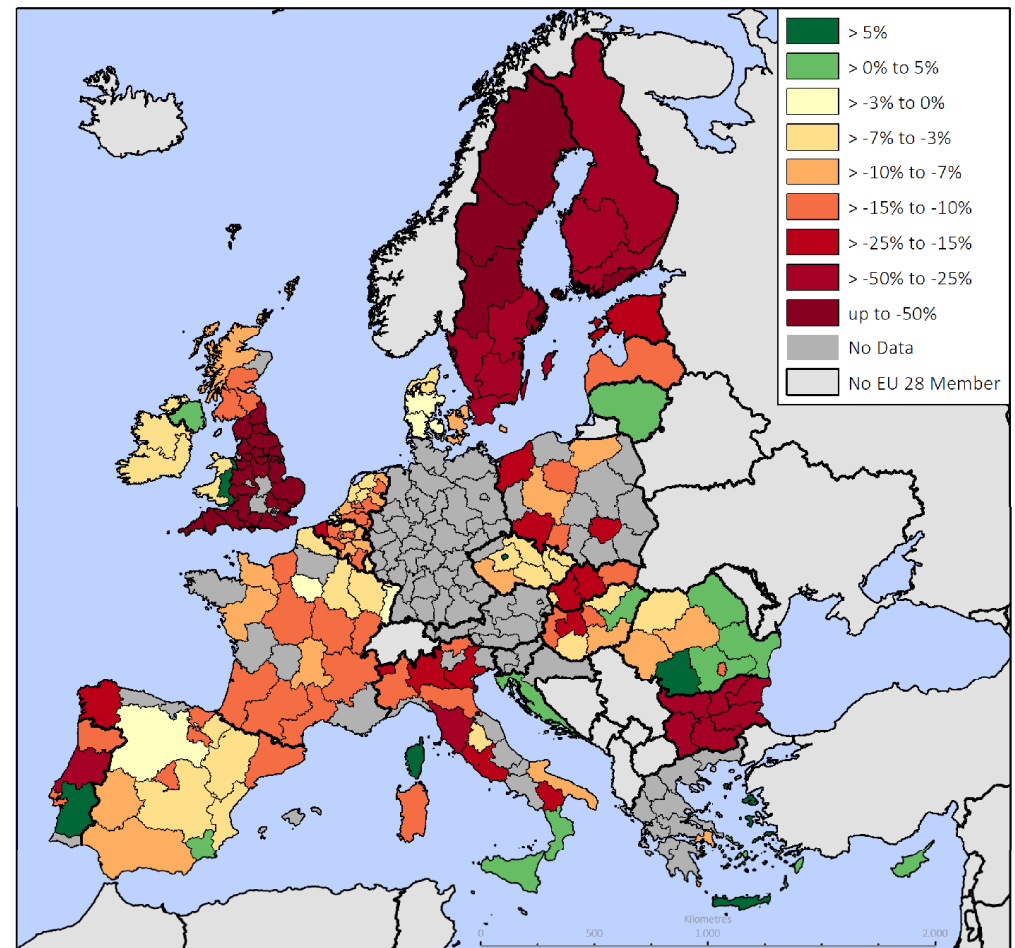 > 5%
> 0% to 5%
> -3% to 0%
> -7% to -3%
> -10% to -7%
> -15% to -10%
> -25% to -15%
> -50% to -25%
up to -50%
No Data
No EU 28 Member
Kilometres
0 500 1.000 2.000